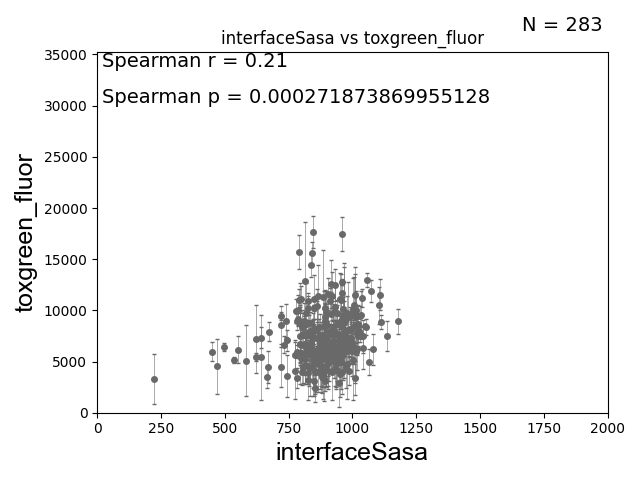 N = 283
interfaceSasa vs toxgreen_fluor
Spearman r = 0.21
Spearman p = 0.000271873869955128
35000
30000
25000
20000
15000
10000
5000
0
toxgreen_fluor
0 250 500 750 1000 1250 1500 1750 2000
interfaceSasa